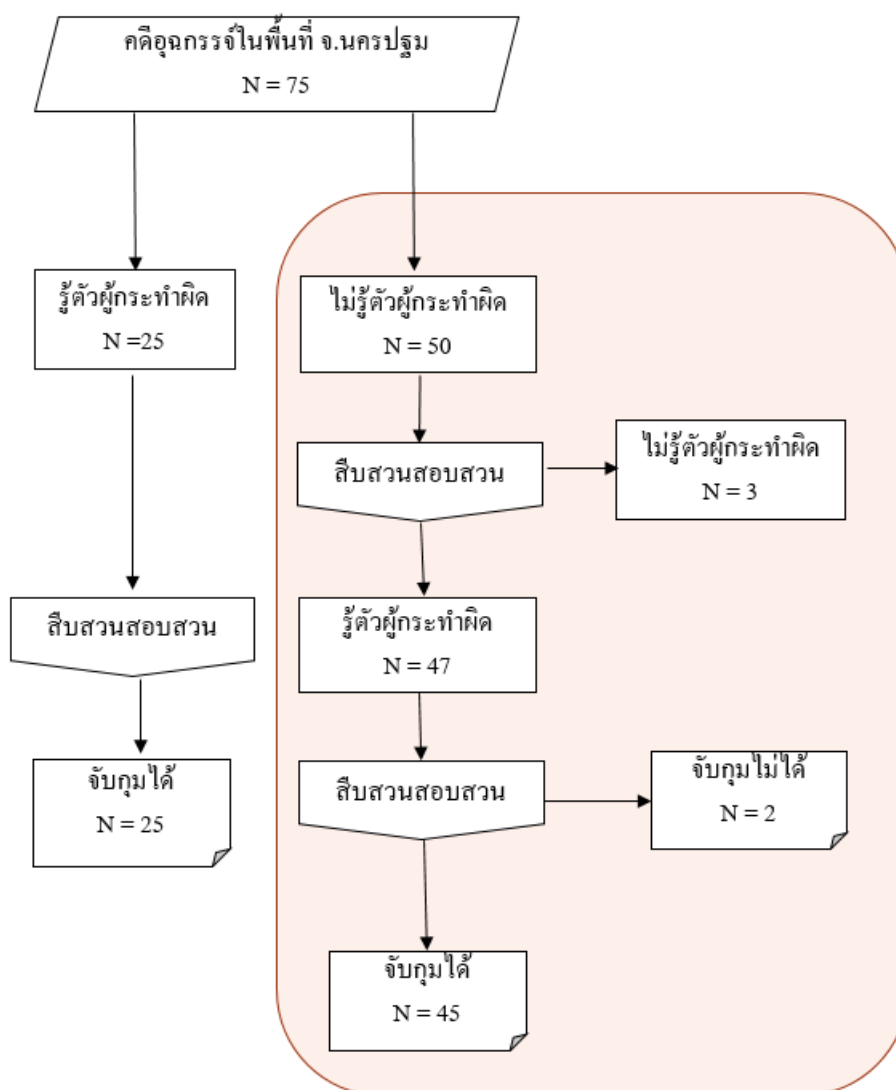 คดีอุฉกรรจ์ในพื้นที่ จ.นครปฐม
N = 75
รู้ตัวผู้กระทำผิด
N =25
ไม่รู้ตัวผู้กระทำผิด
N = 50
สืบสวนสอบสวน
ไม่รู้ตัวผู้กระทำผิด
N = 3
สืบสวนสอบสวน
รู้ตัวผู้กระทำผิด
N = 47
จับกุมได้
N = 25
สืบสวนสอบสวน
จับกุมไม่ได้
N = 2
จับกุมได้
N = 45